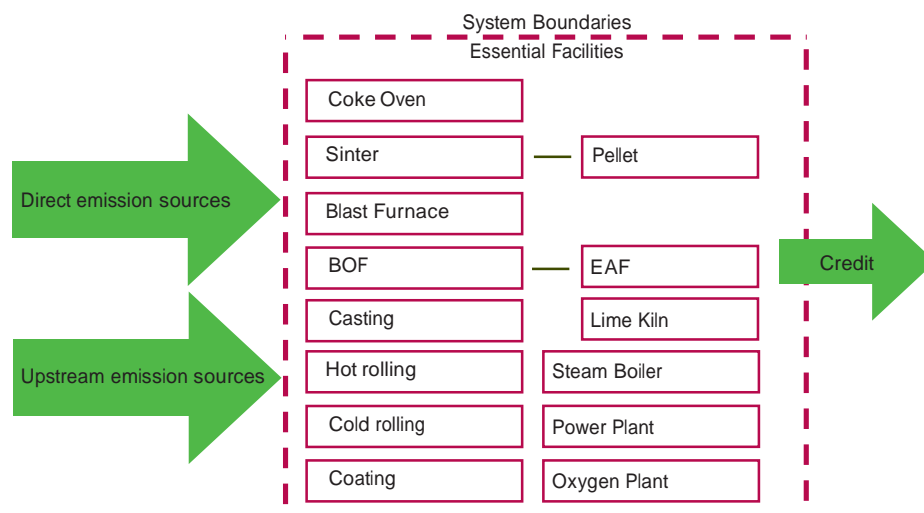 System Boundaries
Essential Facilities
Coke Oven
Sinter
Pellet
Direct emission sources
Blast Furnace
BOF
EAF
Credit
Casting
Lime Kiln
Upstream emission sources
Hot rolling
Steam Boiler
Cold rolling
Power Plant
Coating
Oxygen Plant